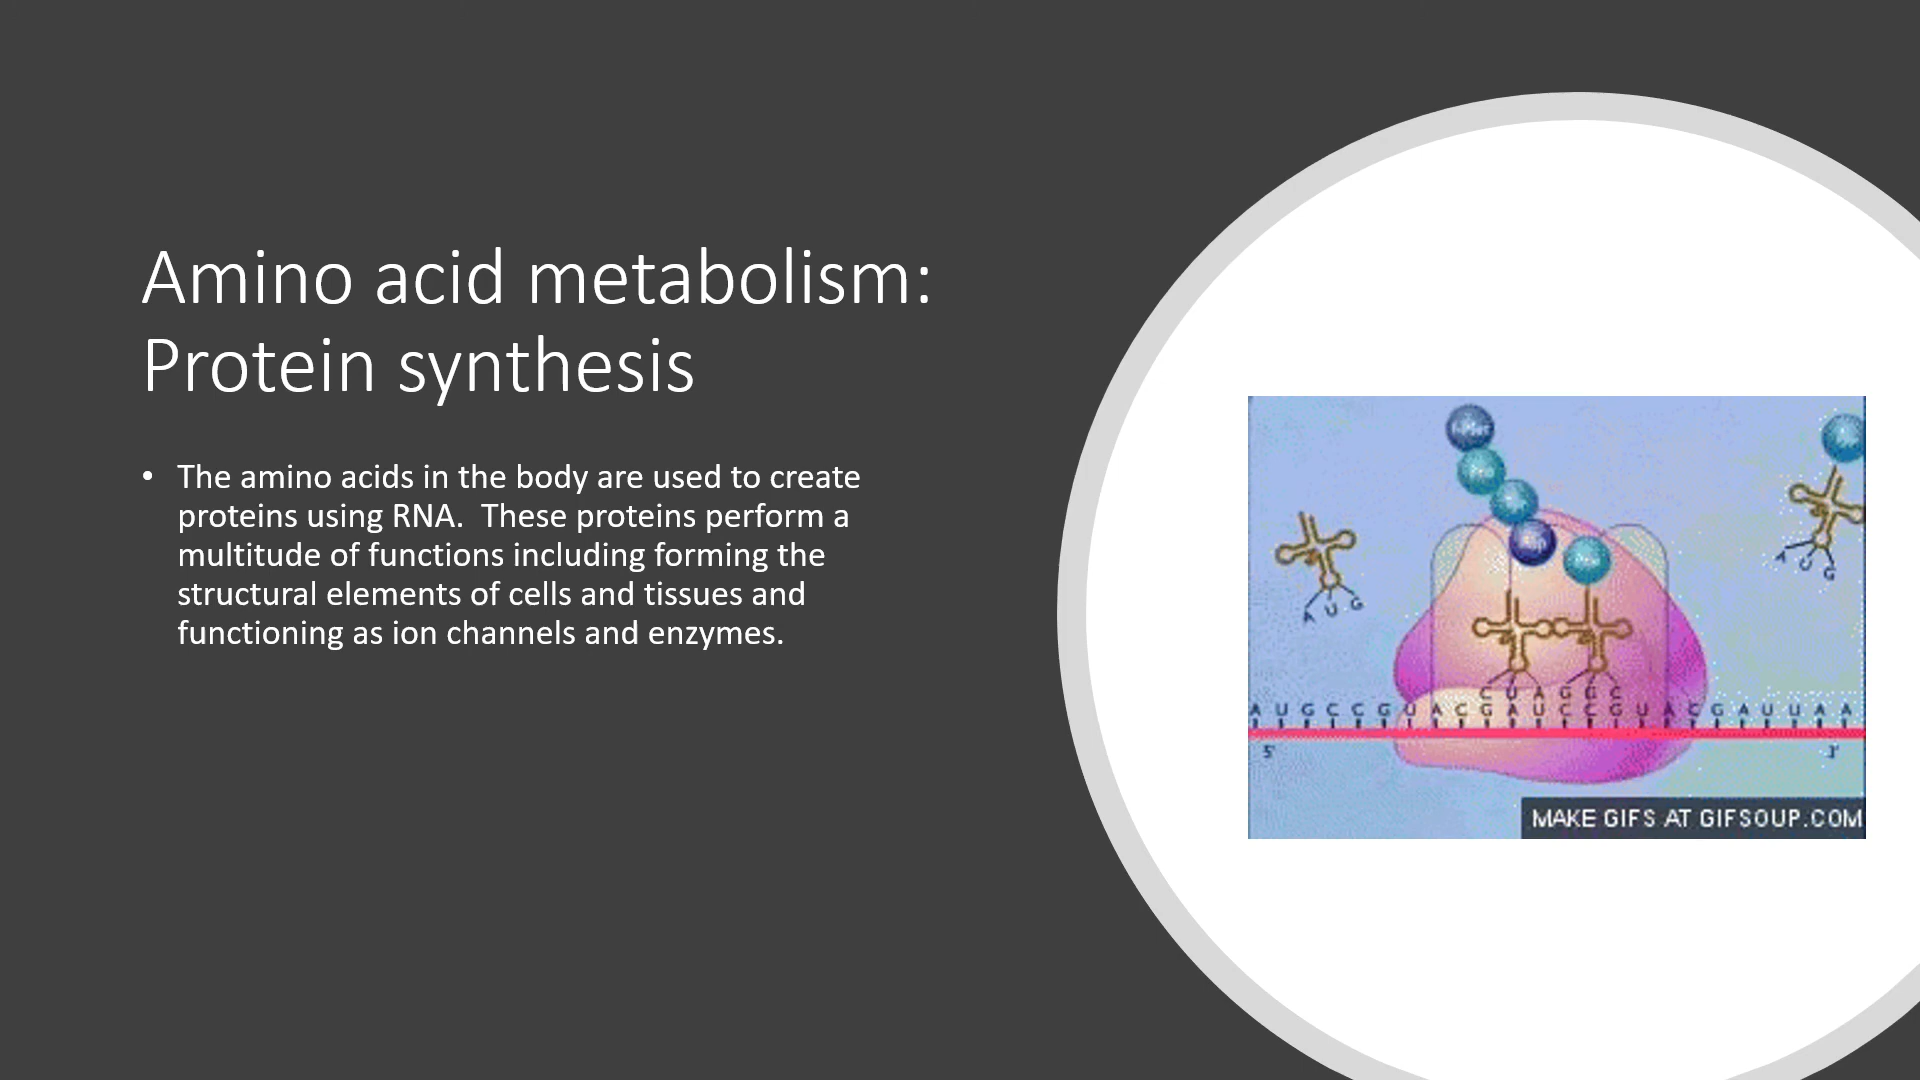 Amino acid metabolism:
Protein synthesis
• The amino acids in the body are used to create
proteins using RNA.  These proteins perform a
multitude of functions including forming the
structural elements of cells and tissues and
functioning as ion channels and enzymes.
A U G
A U G
C U A G G C
A U G C C G U A C G A U C C G U A C G A U U A A
5' 3'
MAKE GIFS AT GIFSOUP.COM